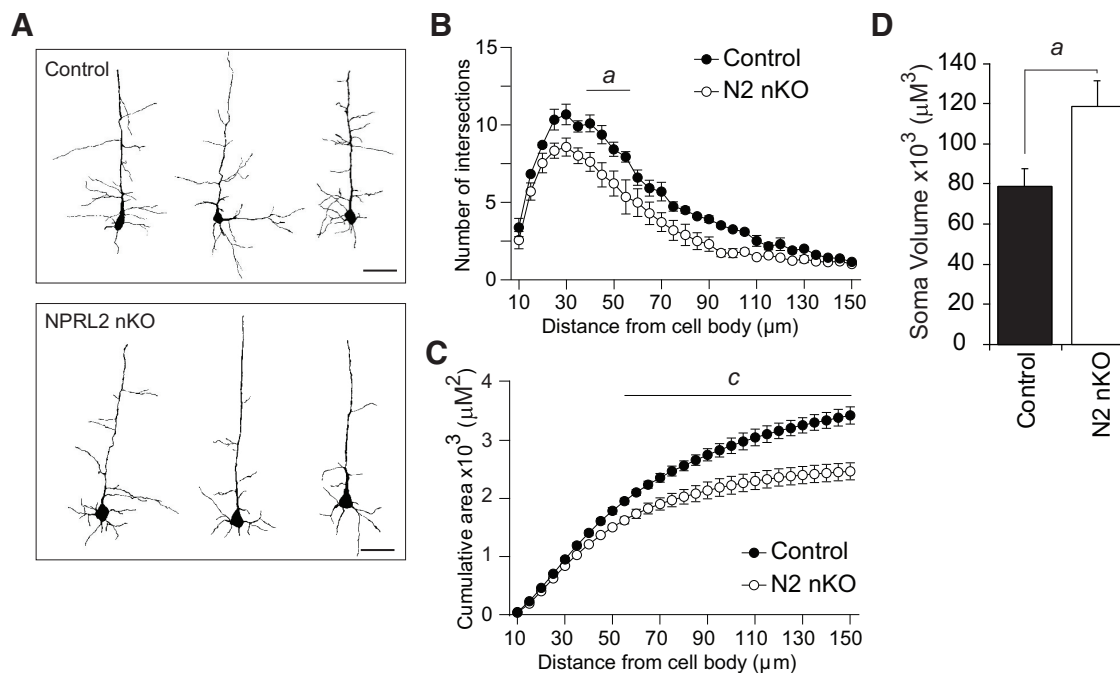 A
Control
NPRL2 nKO
B
15
10
5
0
Number of intersections
a
Control
N2 nKO
10 30 50 70 90 110 130 150
Distance from cell body (μm)
C
4
3
2
1
0
Cumulative area x10³ (μM²)
c
Control
N2 nKO
10 30 50 70 90 110 130 150
Distance from cell body (μm)
D
a
140
120
100
80
60
40
20
0
Soma Volume x10³ (μM³)
Control
N2 nKO